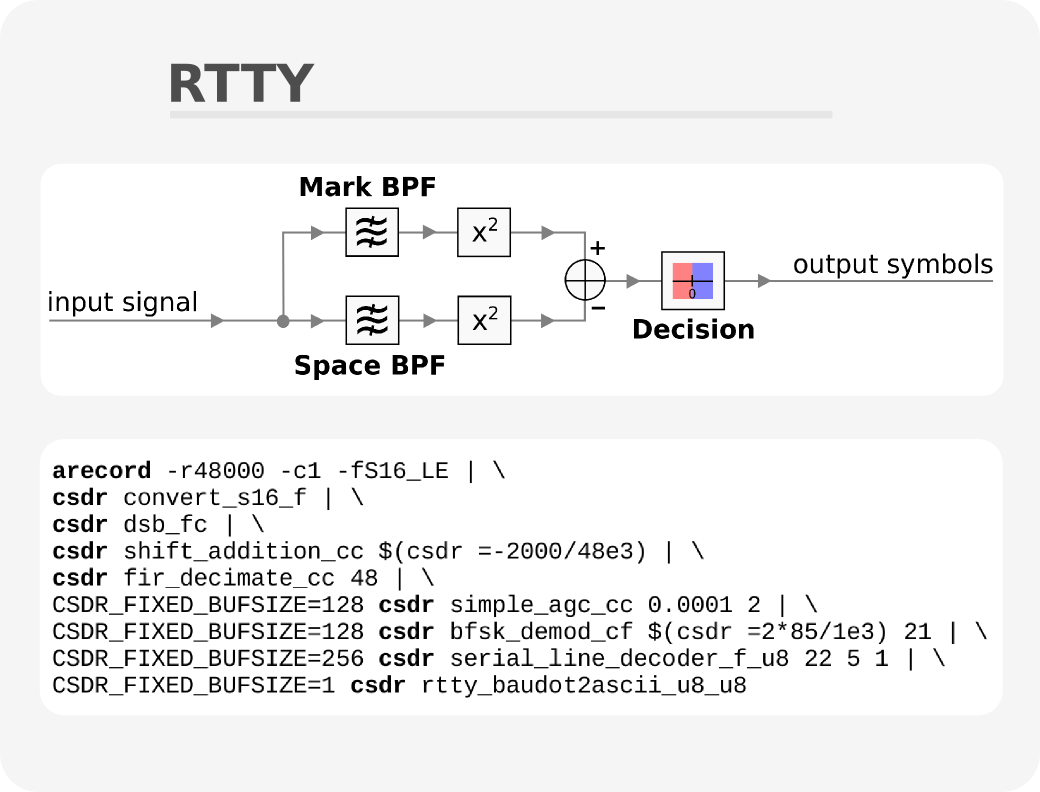 RTTY
Mark BPF
x²
+
output symbols
0
input signal
x²
−
Decision
Space BPF
arecord -r48000 -c1 -fS16_LE | \
csdr convert_s16_f | \
csdr dsb_fc | \
csdr shift_addition_cc $(csdr =-2000/48e3) | \
csdr fir_decimate_cc 48 | \
CSDR_FIXED_BUFSIZE=128 csdr simple_agc_cc 0.0001 2 | \
CSDR_FIXED_BUFSIZE=128 csdr bfsk_demod_cf $(csdr =2*85/1e3) 21 | \
CSDR_FIXED_BUFSIZE=256 csdr serial_line_decoder_f_u8 22 5 1 | \
CSDR_FIXED_BUFSIZE=1 csdr rtty_baudot2ascii_u8_u8